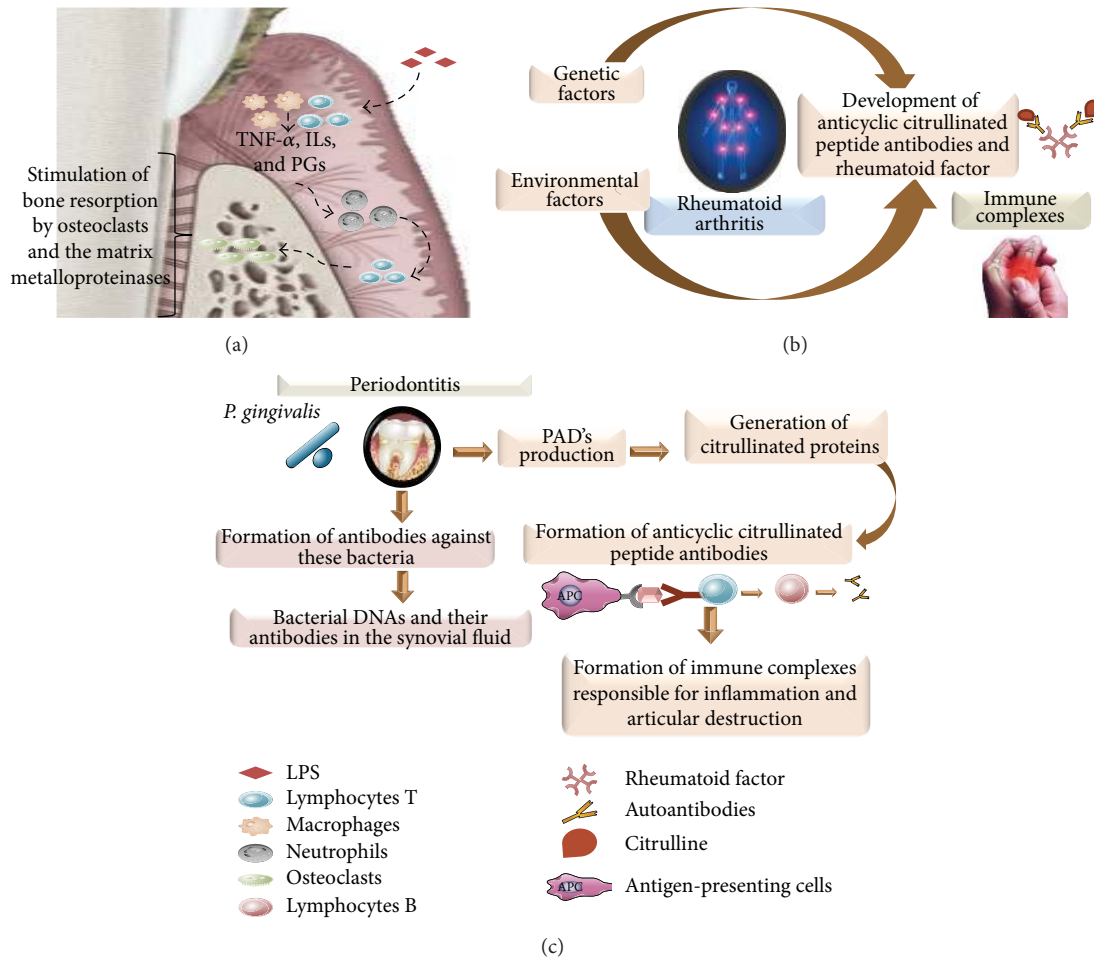 TNF-α, ILs,
and PGs
Stimulation of
bone resorption
by osteoclasts
and the matrix
metalloproteinases
(a)
Genetic
factors
Environmental
factors
Rheumatoid
arthritis
Development of
anticyclic citrullinated
peptide antibodies and
rheumatoid factor
Immune
complexes
(b)
Periodontitis
P. gingivalis
PAD's
production
Generation of
citrullinated proteins
Formation of antibodies against
these bacteria
Bacterial DNAs and their
antibodies in the synovial fluid
Formation of anticyclic citrullinated
peptide antibodies
APC
Formation of immune complexes
responsible for inflammation and
articular destruction
LPS
Lymphocytes T
Macrophages
Neutrophils
Osteoclasts
Lymphocytes B
Rheumatoid factor
Autoantibodies
Citrulline
APC Antigen-presenting cells
(c)